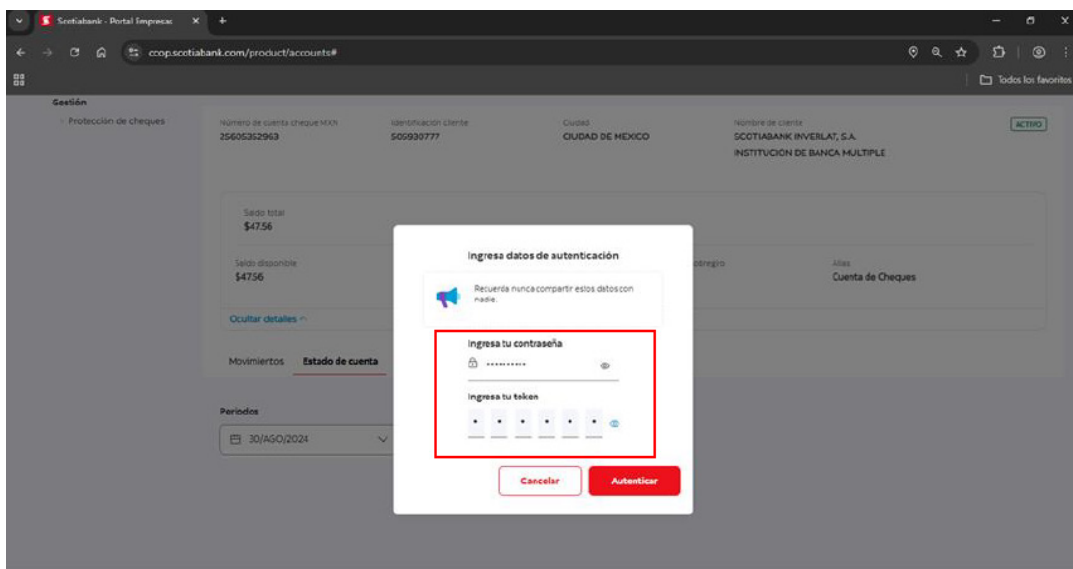 Scotiabank - Portal Empresas
ccop.scotiabank.com/product/accounts#
Todos los favoritos
Gestión
Protección de cheques
Número de cuenta cheque MXN
25605352963
Identificación cliente
505930777
Ciudad
CIUDAD DE MEXICO
Nombre de cliente
SCOTIABANK INVERLAT, S.A.
INSTITUCION DE BANCA MULTIPLE
ACTIVO
Saldo total
$47.56
Saldo disponible
$47.56
Alias
Cuenta de Cheques
Ocultar detalles
Movimientos
Estado de cuenta
Periodos
30/AGO/2024
Ingresa datos de autenticación
Recuerda nunca compartir estos datos con
nadie.
Ingresa tu contraseña
Ingresa tu token
Cancelar
Autenticar